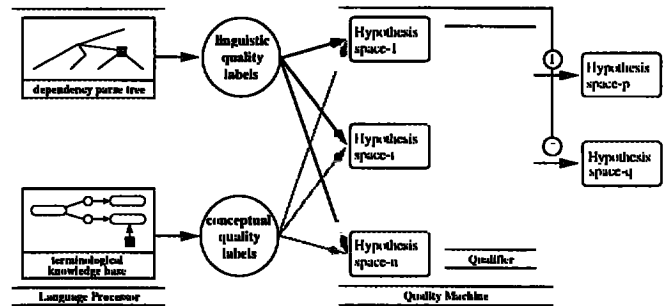 dependency parse tree
linguistic
quality
labels
terminological
knowledge base
conceptual
quality
labels
Language Processor
Hypothesis
space-1
Hypothesis
space-i
Hypothesis
space-n
Qualifier
Quality Machine
Hypothesis
space-p
Hypothesis
space-q